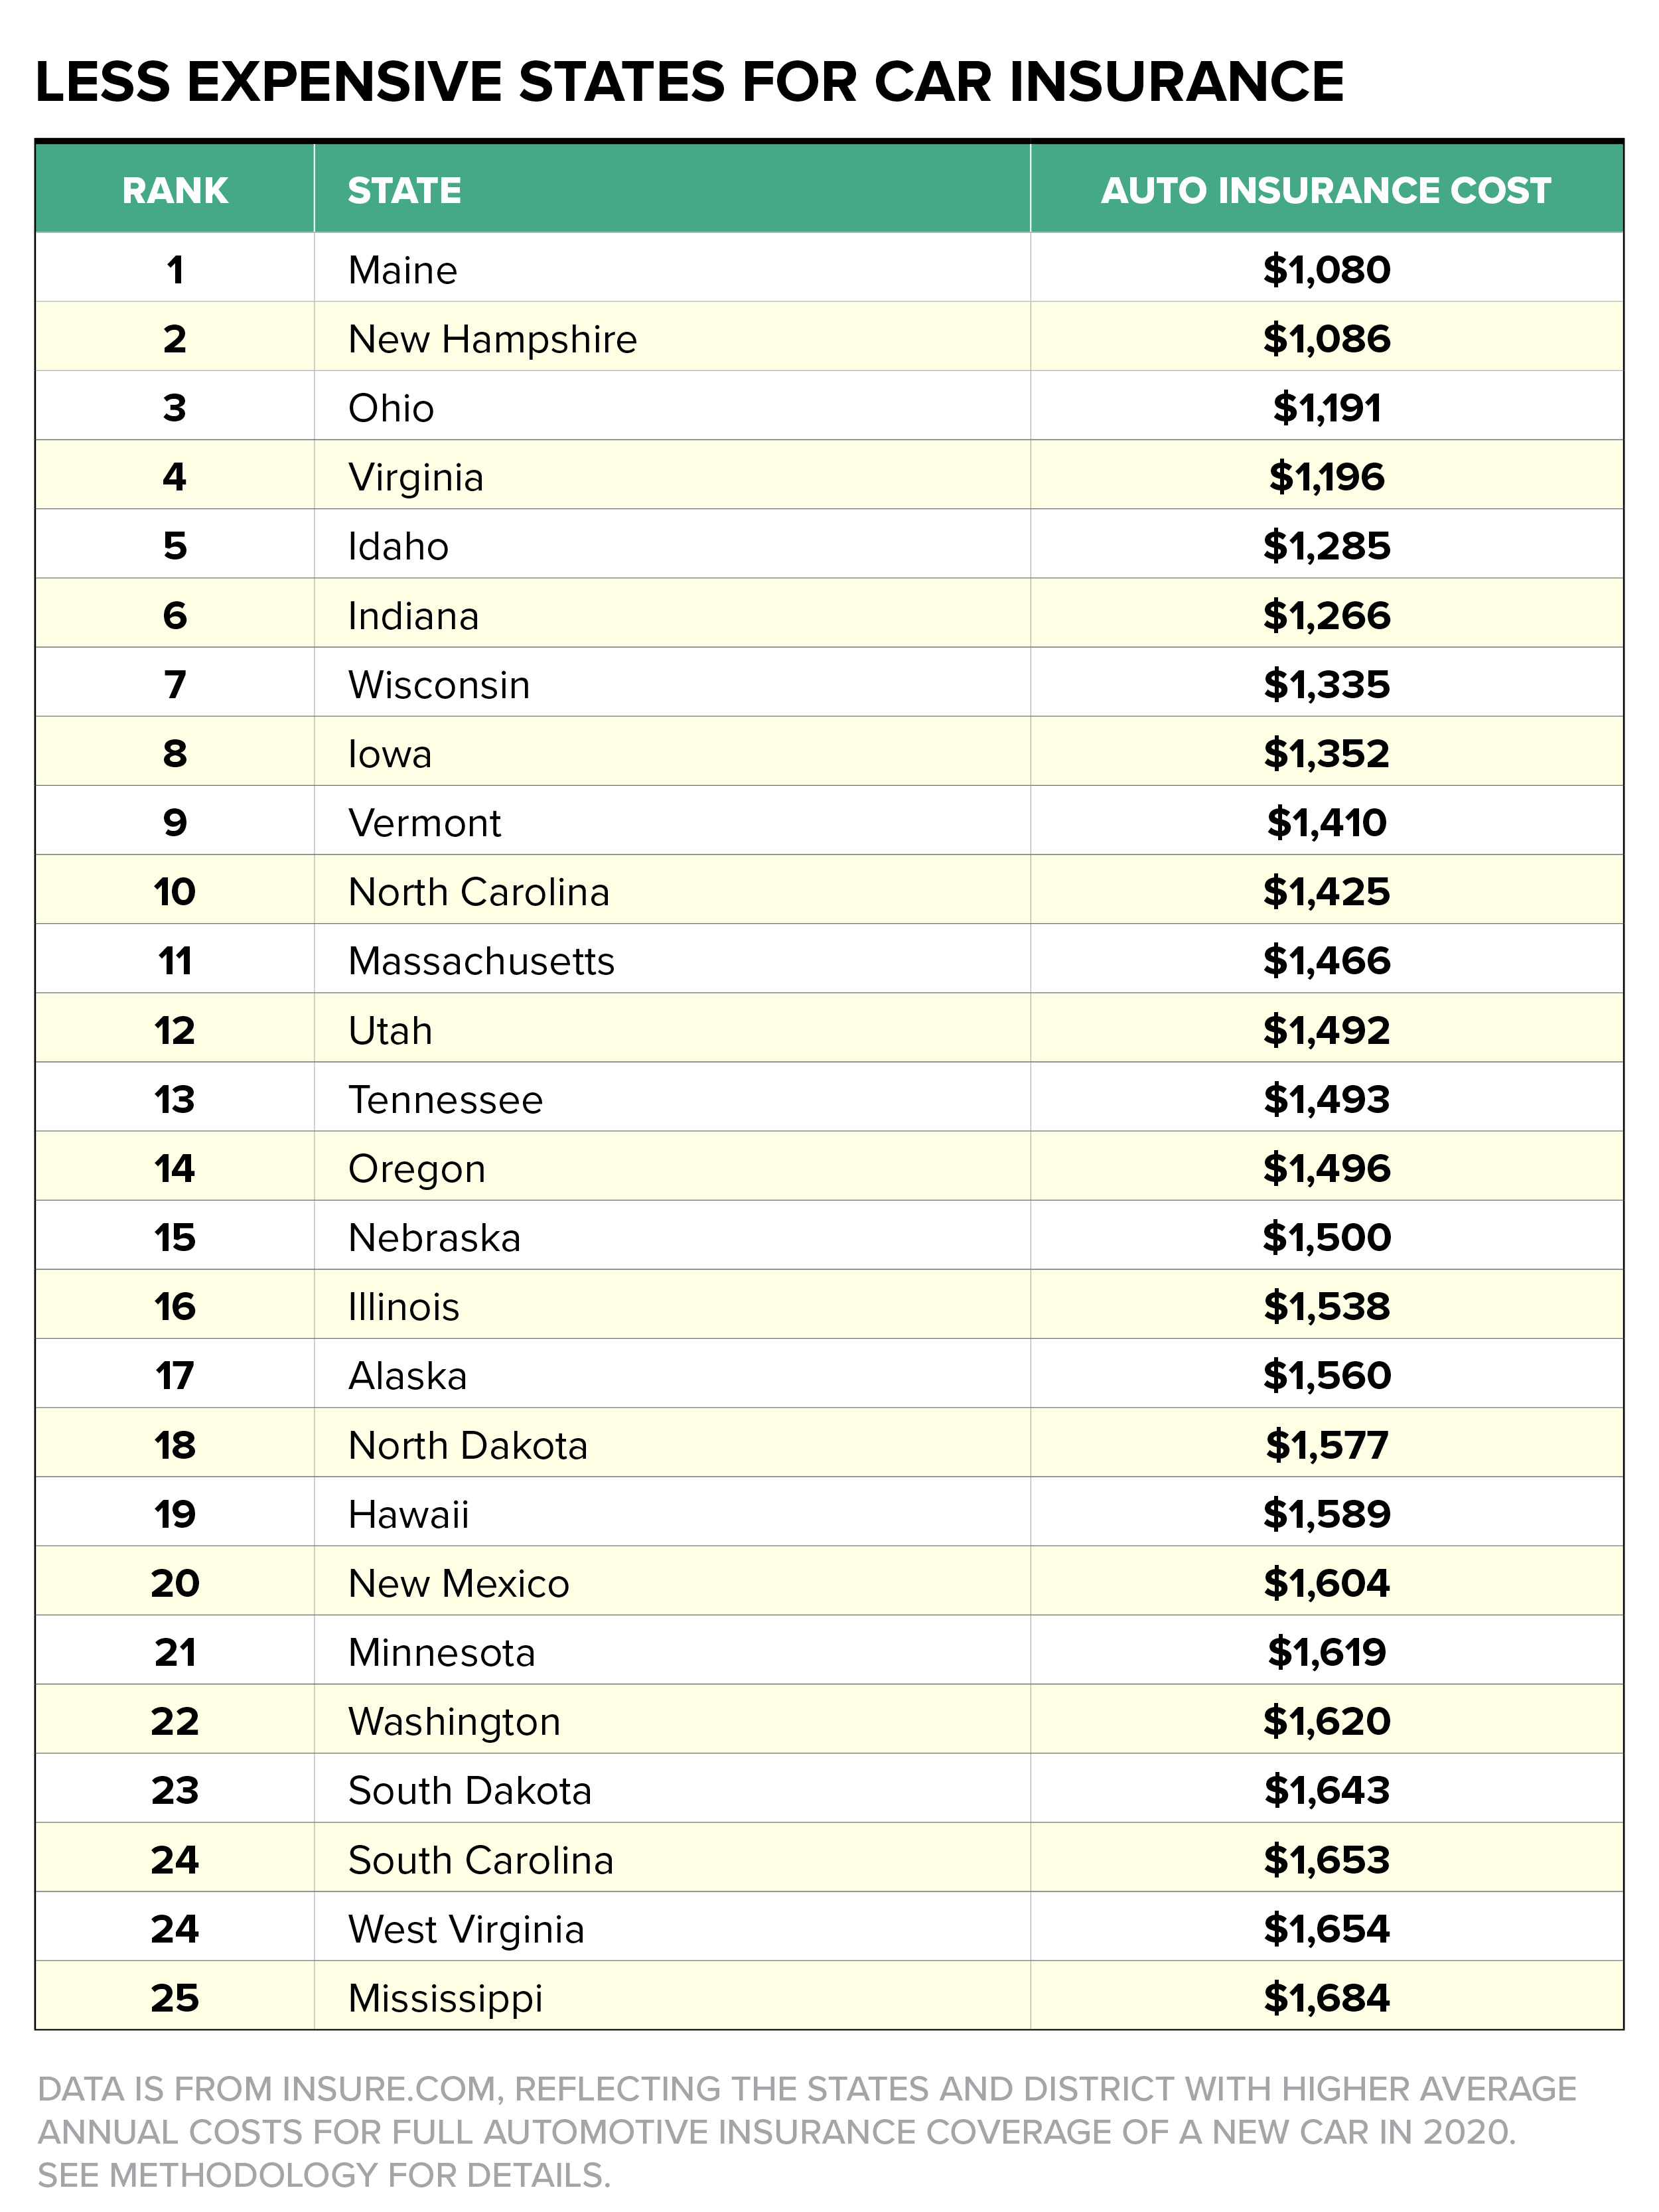 LESS EXPENSIVE STATES FOR CAR INSURANCE
RANK STATE AUTO INSURANCE COST
1 Maine $1,080
2 New Hampshire $1,086
3 Ohio $1,191
4 Virginia $1,196
5 Idaho $1,285
6 Indiana $1,266
7 Wisconsin $1,335
8 Iowa $1,352
9 Vermont $1,410
10 North Carolina $1,425
11 Massachusetts $1,466
12 Utah $1,492
13 Tennessee $1,493
14 Oregon $1,496
15 Nebraska $1,500
16 Illinois $1,538
17 Alaska $1,560
18 North Dakota $1,577
19 Hawaii $1,589
20 New Mexico $1,604
21 Minnesota $1,619
22 Washington $1,620
23 South Dakota $1,643
24 South Carolina $1,653
24 West Virginia $1,654
25 Mississippi $1,684
DATA IS FROM INSURE.COM, REFLECTING THE STATES AND DISTRICT WITH HIGHER AVERAGE
ANNUAL COSTS FOR FULL AUTOMOTIVE INSURANCE COVERAGE OF A NEW CAR IN 2020.
SEE METHODOLOGY FOR DETAILS.